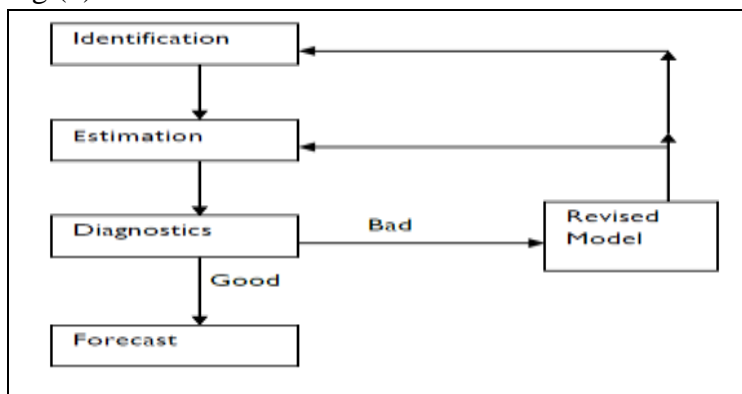 Identification
Estimation
Diagnostics
Bad
Revised
Model
Good
Forecast